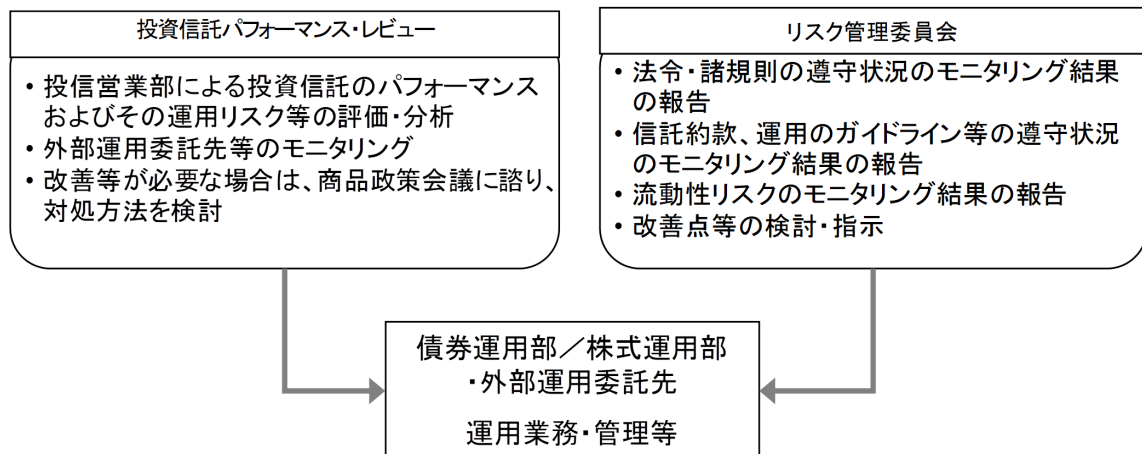 投資信託パフォーマンス・レビュー
• 投信営業部による投資信託のパフォーマンス
およびその運用リスク等の評価・分析
• 外部運用委託先等のモニタリング
• 改善等が必要な場合は、商品政策会議に諮り、
対処方法を検討
リスク管理委員会
• 法令・諸規則の遵守状況のモニタリング結果
の報告
• 信託約款、運用のガイドライン等の遵守状況
のモニタリング結果の報告
• 流動性リスクのモニタリング結果の報告
• 改善点等の検討・指示
債券運用部／株式運用部
・外部運用委託先
運用業務・管理等